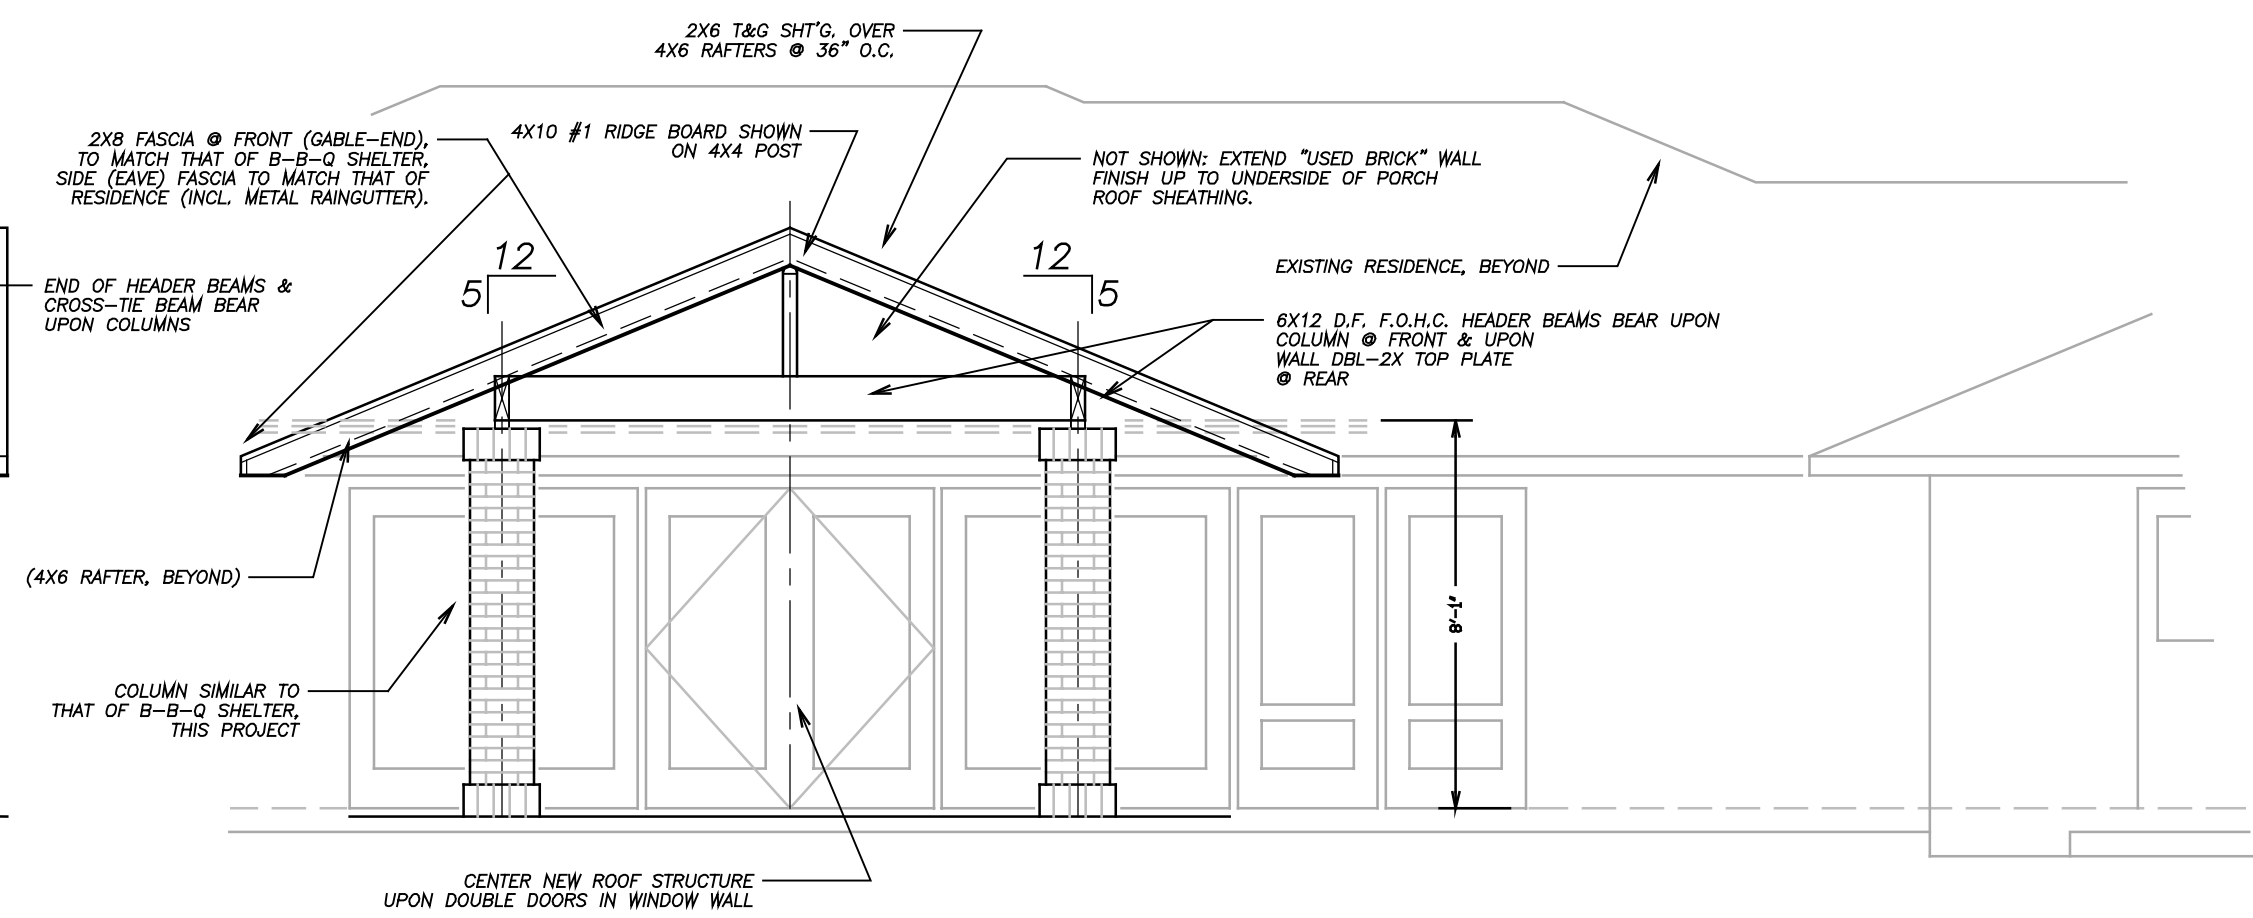 2X6 T&G SHT'G, OVER
4X6 RAFTERS @ 36" O.C.
2X8 FASCIA @ FRONT (GABLE-END),
TO MATCH THAT OF B-B-Q SHELTER,
SIDE (EAVE) FASCIA TO MATCH THAT OF
RESIDENCE (INCL. METAL RAINGUTTER).
4X10 #1 RIDGE BOARD SHOWN
ON 4X4 POST
NOT SHOWN: EXTEND "USED BRICK" WALL
FINISH UP TO UNDERSIDE OF PORCH
ROOF SHEATHING.
12
5
12
5
EXISTING RESIDENCE, BEYOND
END OF HEADER BEAMS &
CROSS-TIE BEAM BEAR
UPON COLUMNS
6X12 D.F. F.O.H.C. HEADER BEAMS BEAR UPON
COLUMN @ FRONT & UPON
WALL DBL-2X TOP PLATE
@ REAR
(4X6 RAFTER, BEYOND)
8'-1"
COLUMN SIMILAR TO
THAT OF B-B-Q SHELTER,
THIS PROJECT
CENTER NEW ROOF STRUCTURE
UPON DOUBLE DOORS IN WINDOW WALL